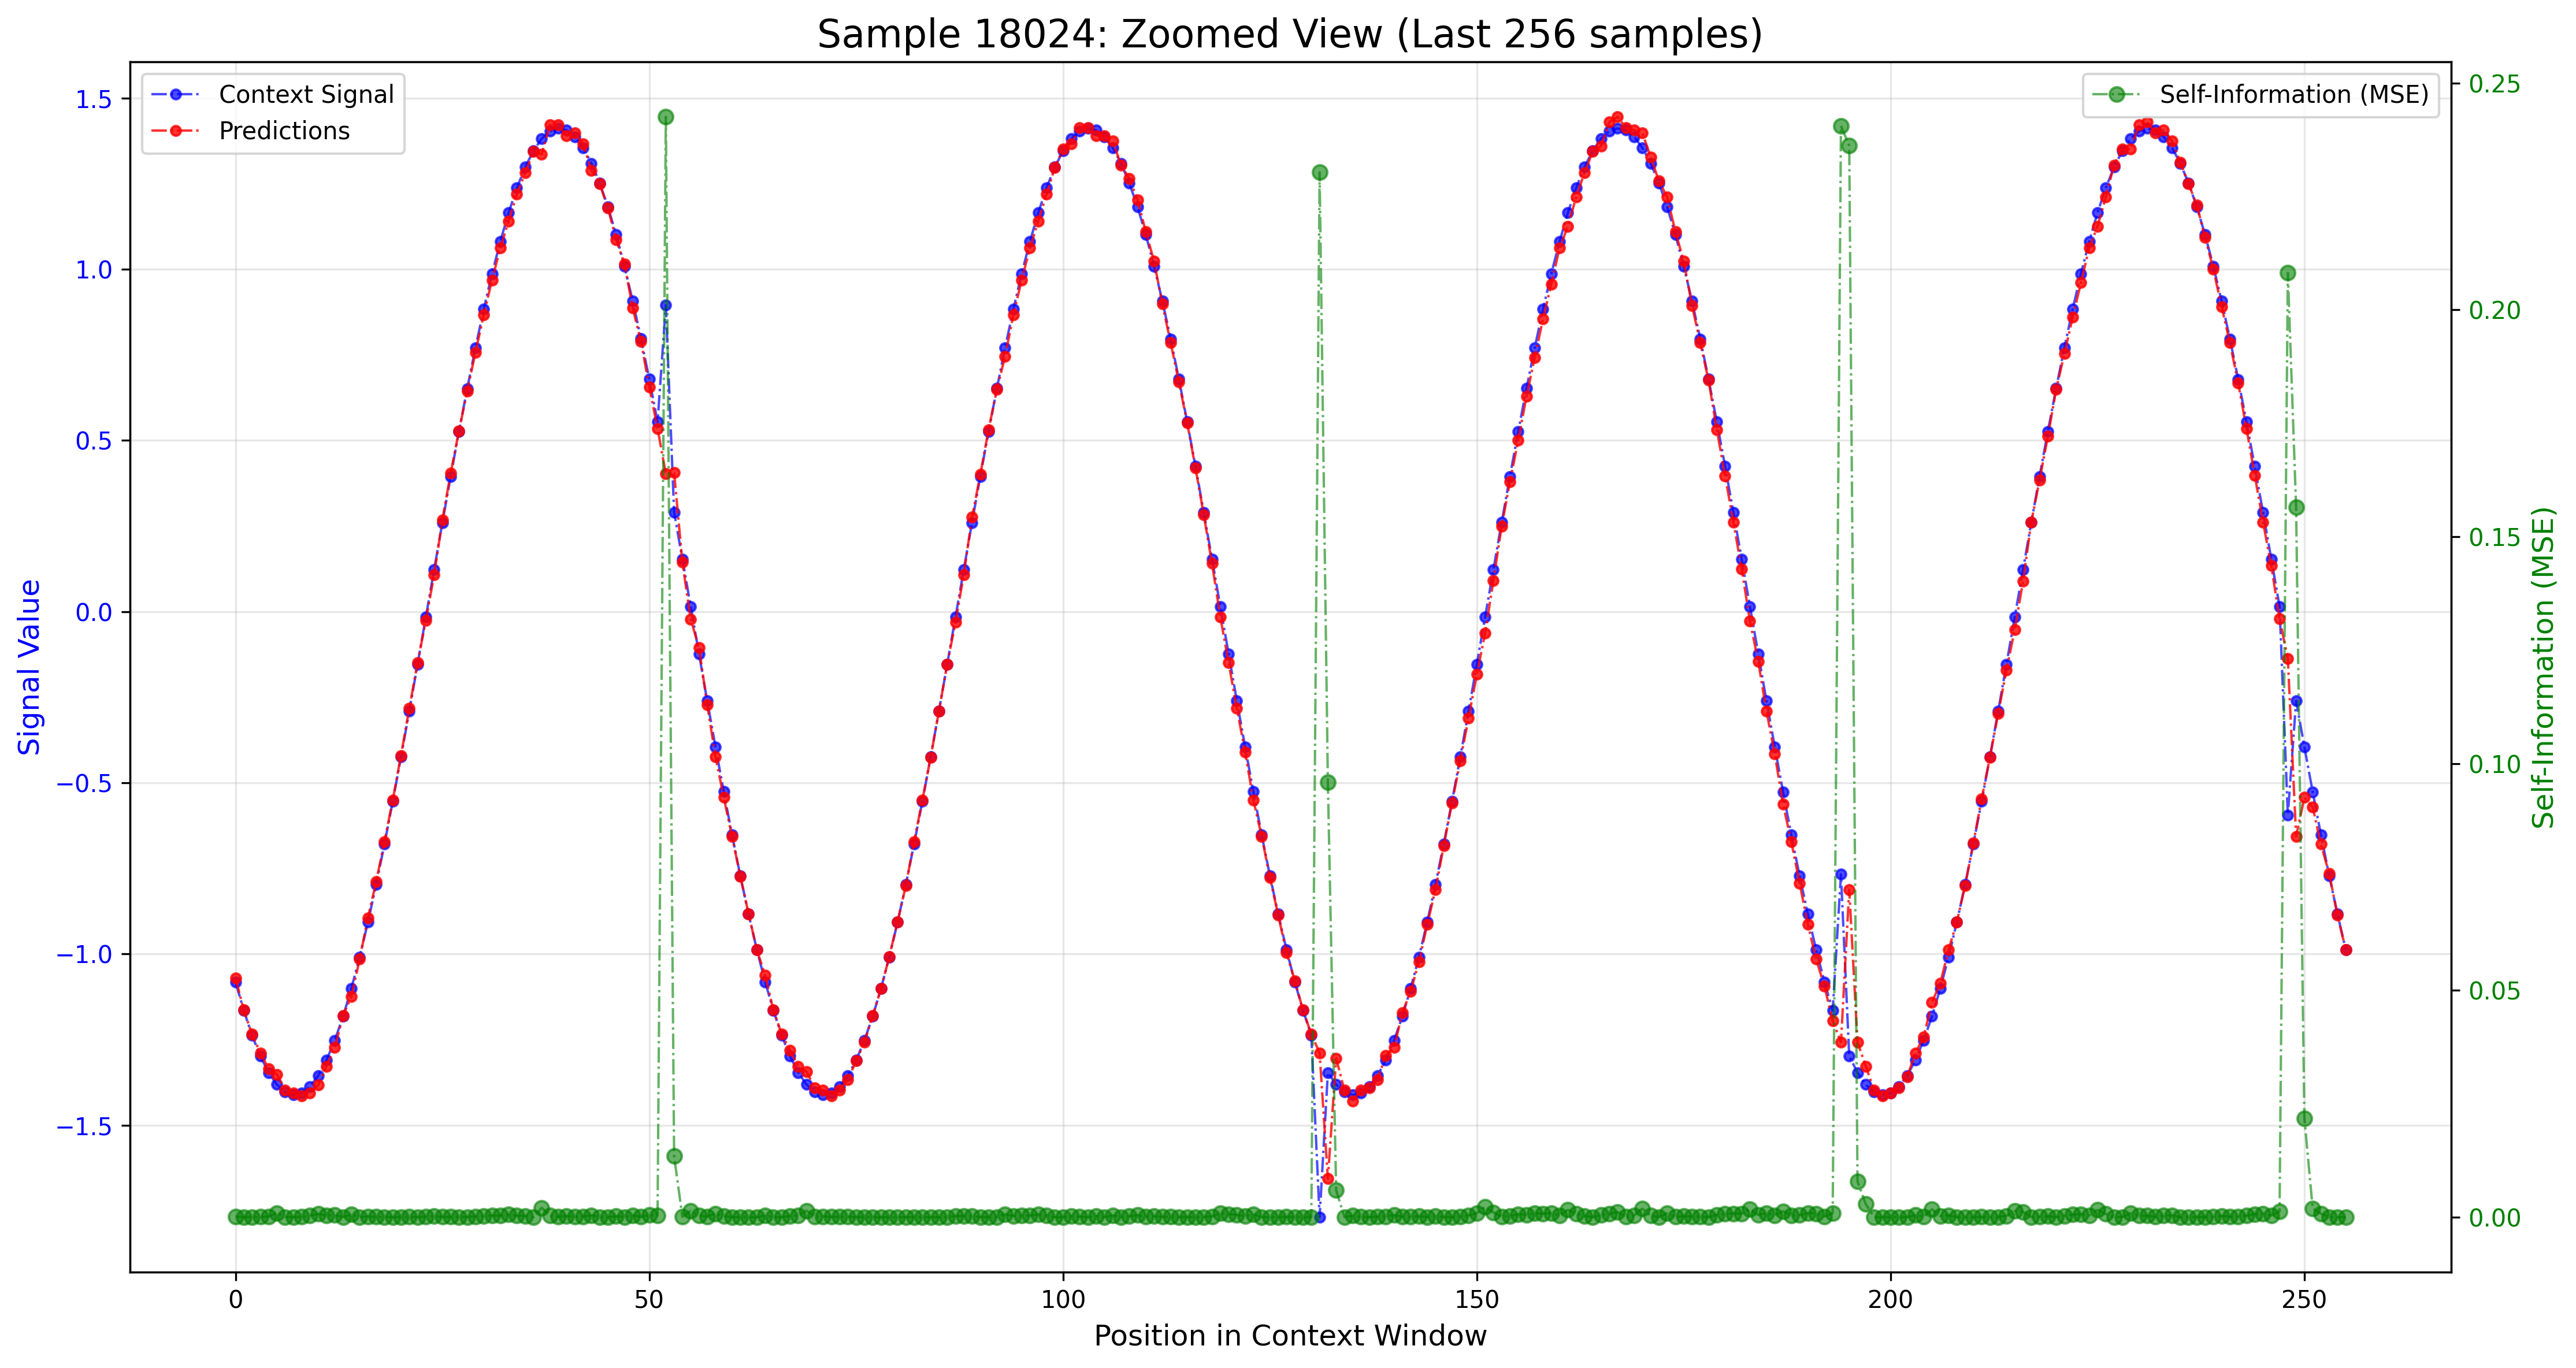 Sample 18024: Zoomed View (Last 256 samples)
Context Signal
Predictions
Self-Information (MSE)
1.5
1.0
0.5
0.0
−0.5
−1.0
−1.5
Signal Value
0.25
0.20
0.15
0.10
0.05
0.00
Self-Information (MSE)
0
50
100
150
200
250
Position in Context Window